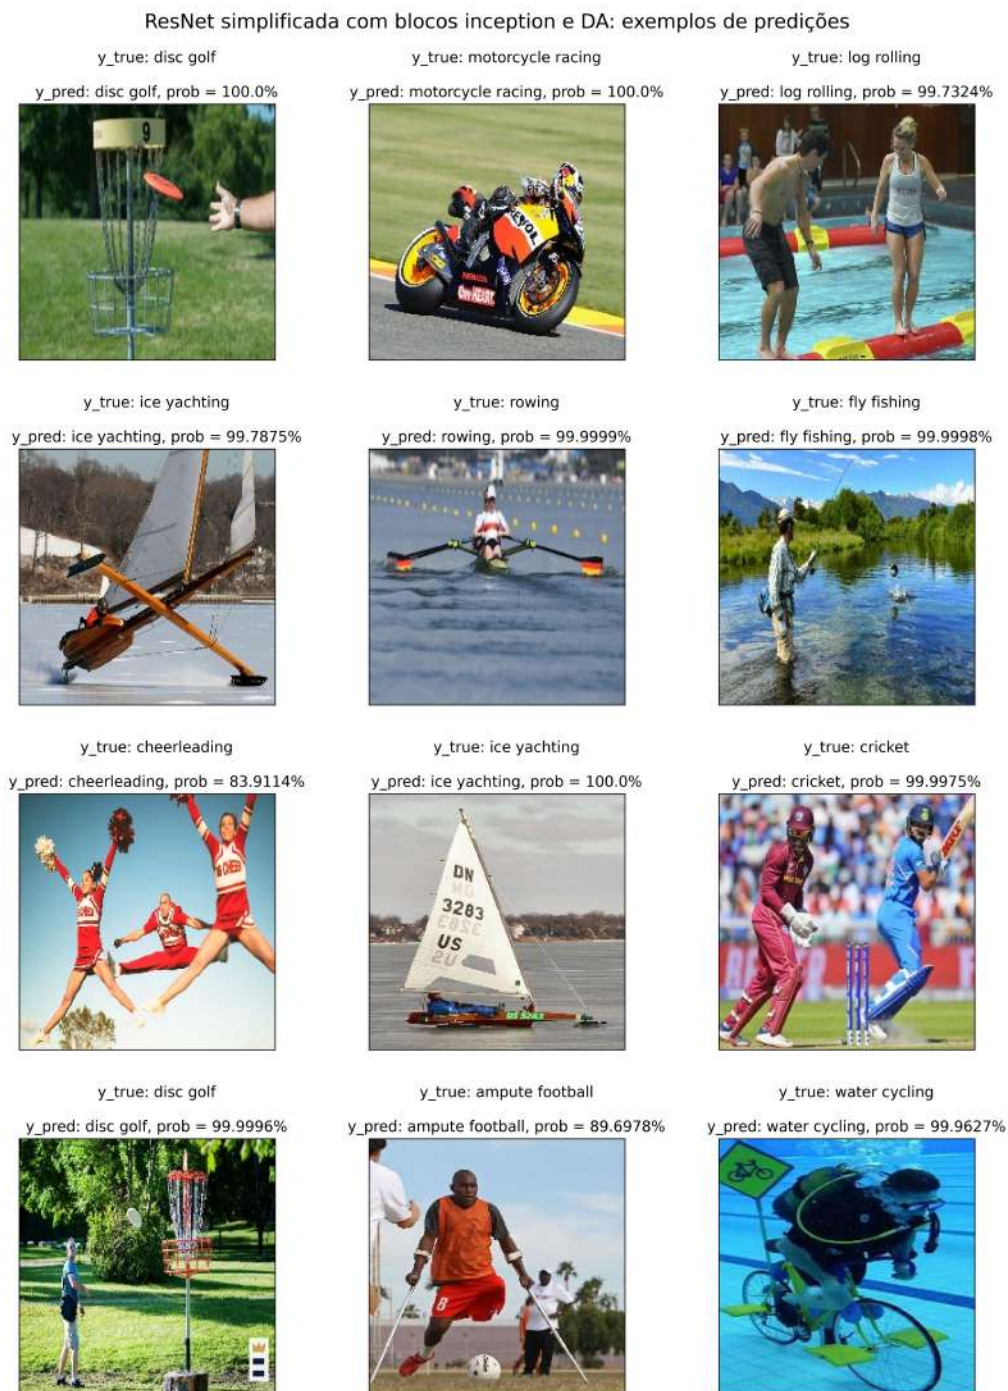 ResNet simplificada com blocos inception e DA: exemplos de predições
y_true: disc golf
y_pred: disc golf, prob = 100.0%
9
y_true: motorcycle racing
y_pred: motorcycle racing, prob = 100.0%
y_true: log rolling
y_pred: log rolling, prob = 99.7324%
y_true: ice yachting
y_pred: ice yachting, prob = 99.7875%
y_true: rowing
y_pred: rowing, prob = 99.9999%
y_true: fly fishing
y_pred: fly fishing, prob = 99.9998%
y_true: cheerleading
y_pred: cheerleading, prob = 83.9114%
CHEER
y_true: ice yachting
y_pred: ice yachting, prob = 100.0%
DN
3283
US
US 3283
y_true: cricket
y_pred: cricket, prob = 99.9975%
y_true: disc golf
y_pred: disc golf, prob = 99.9996%
y_true: ampute football
y_pred: ampute football, prob = 89.6978%
8
y_true: water cycling
y_pred: water cycling, prob = 99.9627%